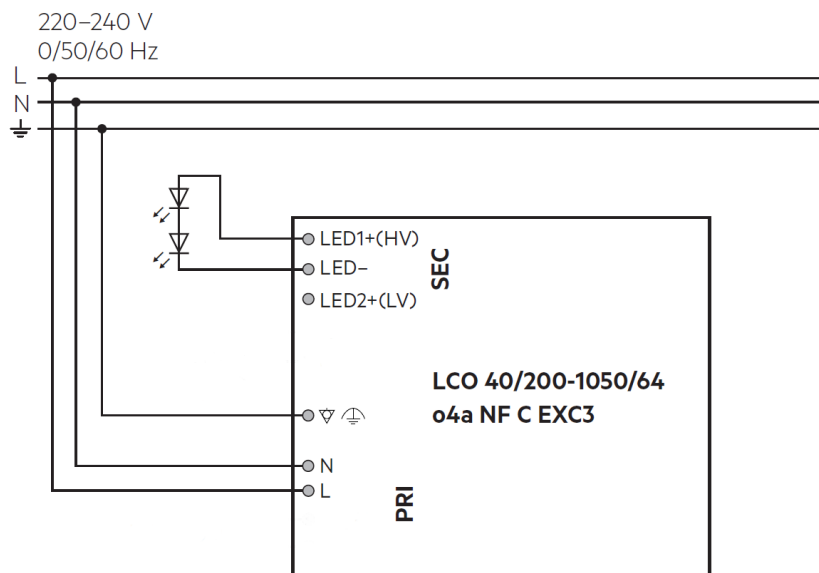 220–240 V
0/50/60 Hz
L
N
LED1+(HV)
LED–
LED2+(LV)
SEC
LCO 40/200-1050/64
o4a NF C EXC3
N
L
PRI